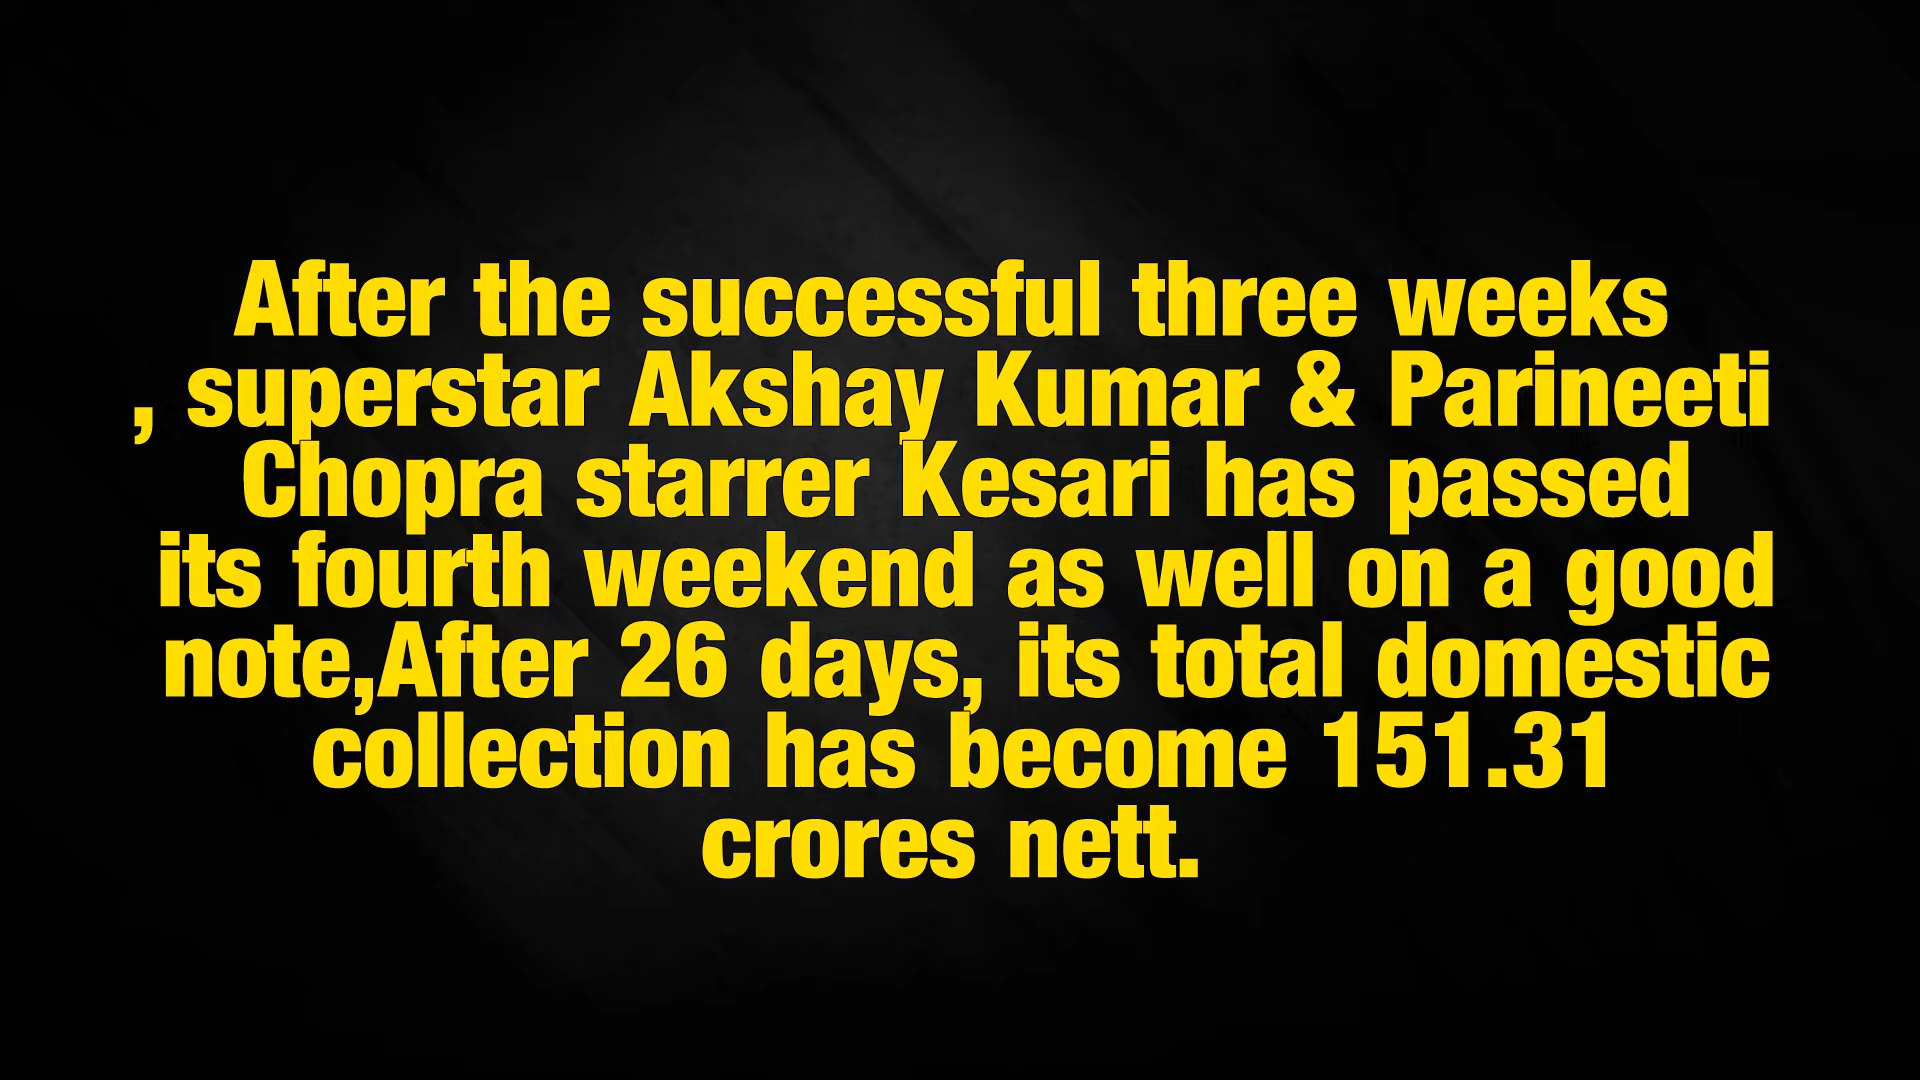 After the successful three weeks
, superstar Akshay Kumar & Parineeti
Chopra starrer Kesari has passed
its fourth weekend as well on a good
note,After 26 days, its total domestic
collection has become 151.31
crores nett.